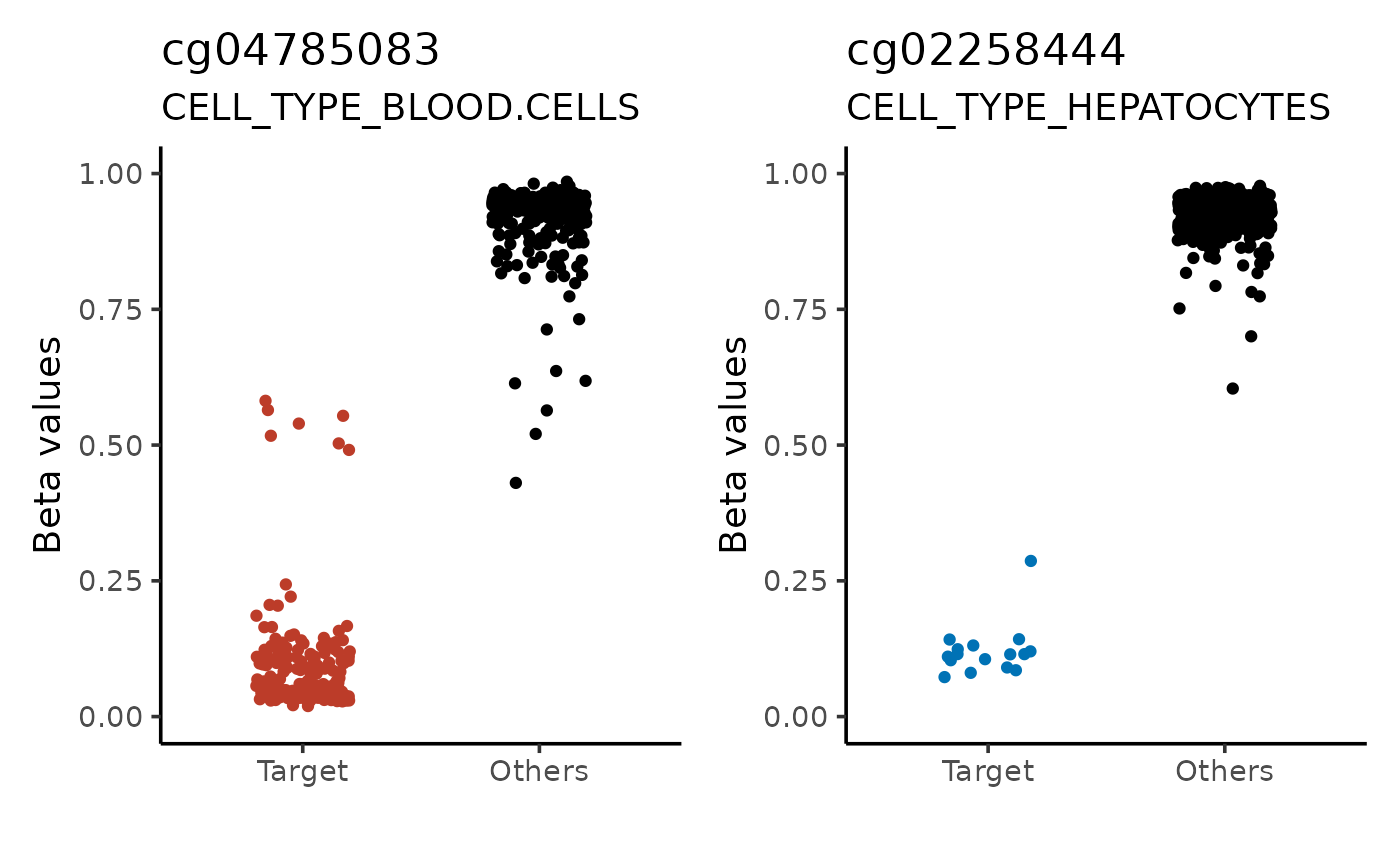 cg04785083
CELL_TYPE_BLOOD.CELLS
Beta values
1.00
0.75
0.50
0.25
0.00
Target Others
cg02258444
CELL_TYPE_HEPATOCYTES
Beta values
1.00
0.75
0.50
0.25
0.00
Target Others